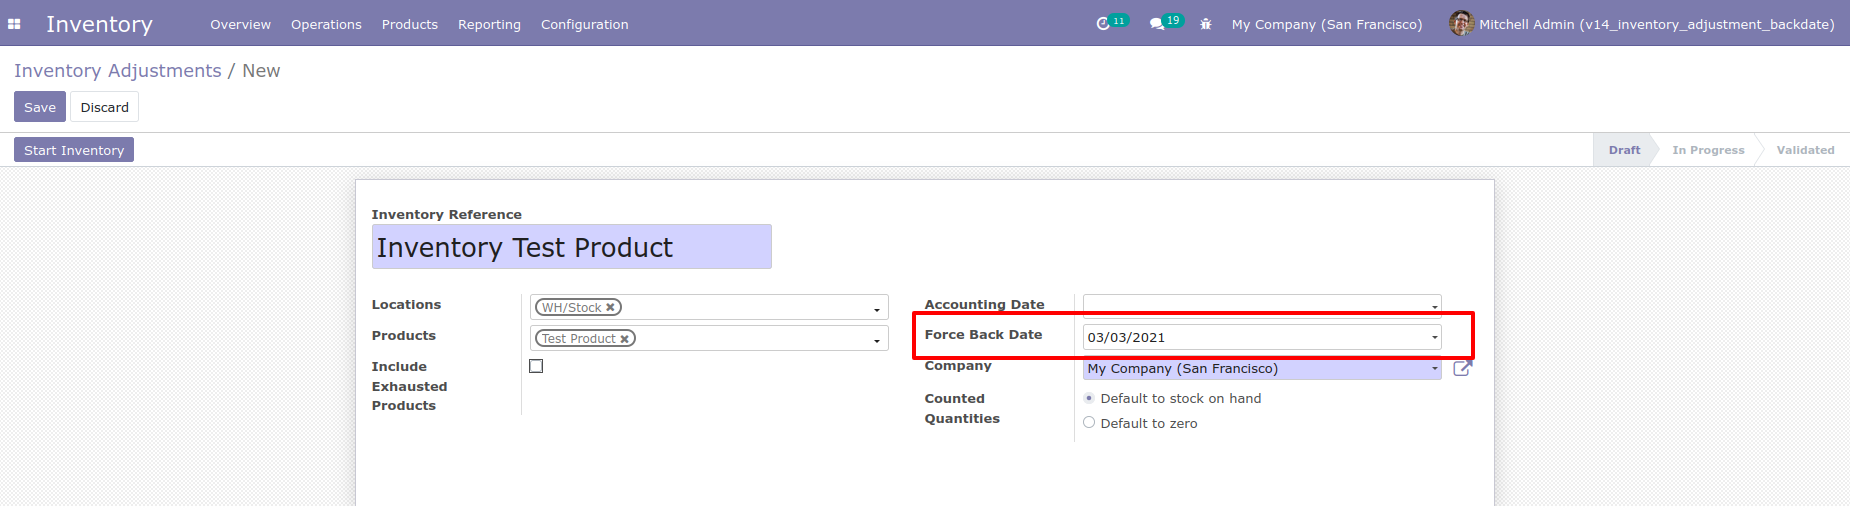 Inventory Overview Operations Products Reporting Configuration 11 19 My Company (San Francisco) Mitchell Admin (v14_inventory_adjustment_backdate)
Inventory Adjustments / New
Save Discard
Start Inventory Draft In Progress Validated
Inventory Reference
Inventory Test Product
Locations WH/Stock ✖ Accounting Date
Products Test Product ✖ Force Back Date 03/03/2021
Include Company My Company (San Francisco)
Exhausted
Products
Counted Default to stock on hand
Quantities Default to zero